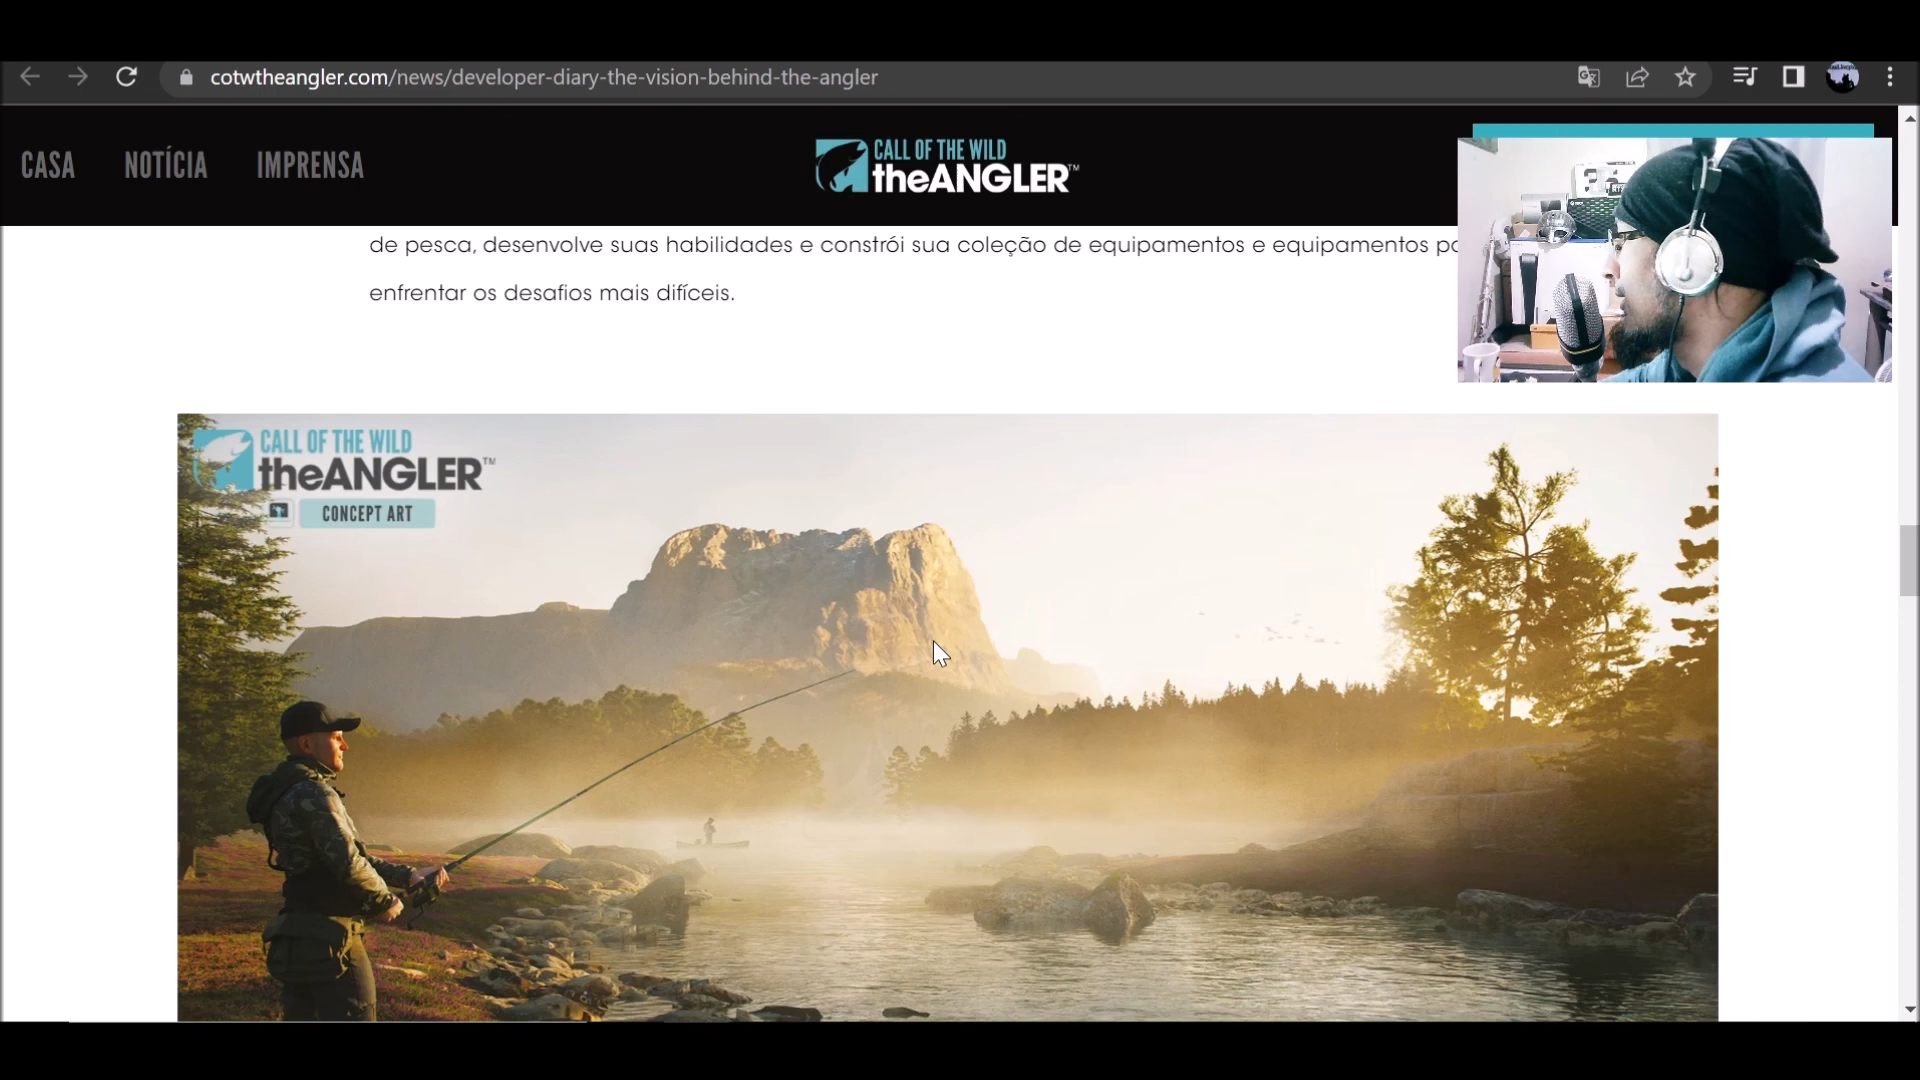 cotwtheangler.com/news/developer-diary-the-vision-behind-the-angler
CASA NOTÍCIA IMPRENSA
CALL OF THE WILD
theANGLER™
de pesca, desenvolve suas habilidades e constrói sua coleção de equipamentos e equipamentos
enfrentar os desafios mais difíceis.
CALL OF THE WILD
theANGLER™
CONCEPT ART